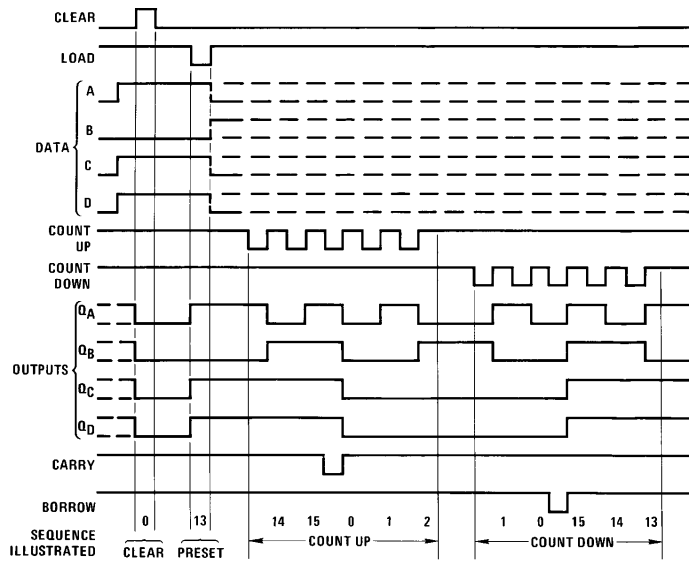 CLEAR
LOAD
A
B
DATA
C
D
COUNT
UP
COUNT
DOWN
QA
QB
OUTPUTS
QC
QD
CARRY
BORROW
0 13 14 15 0 1 2 1 0 15 14 13
SEQUENCE
ILLUSTRATED
CLEAR PRESET COUNT UP COUNT DOWN